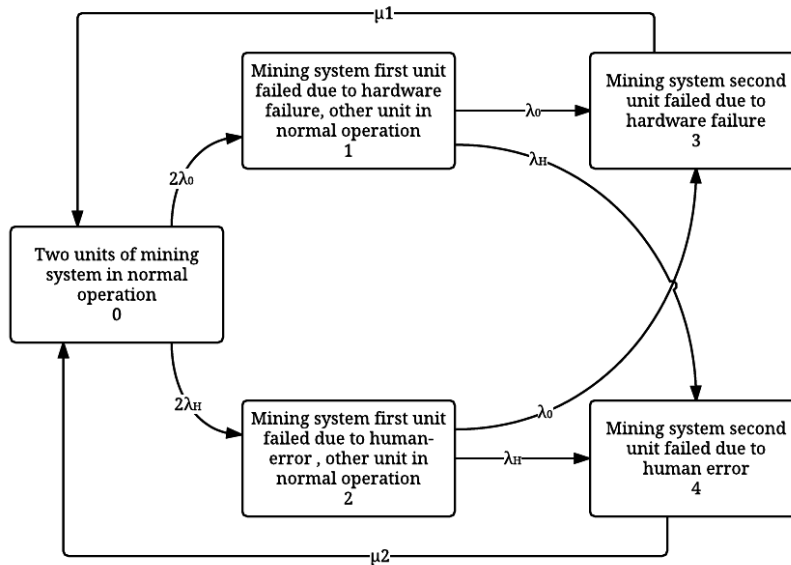 μ1
Mining system first unit
failed due to hardware
failure, other unit in
normal operation
1
Mining system second
unit failed due to
hardware failure
3
λ₀
λH
2λ₀
Two units of mining
system in normal
operation
0
2λH
Mining system first unit
failed due to human-
error , other unit in
normal operation
2
λ₀
λH
Mining system second
unit failed due to
human error
4
μ2